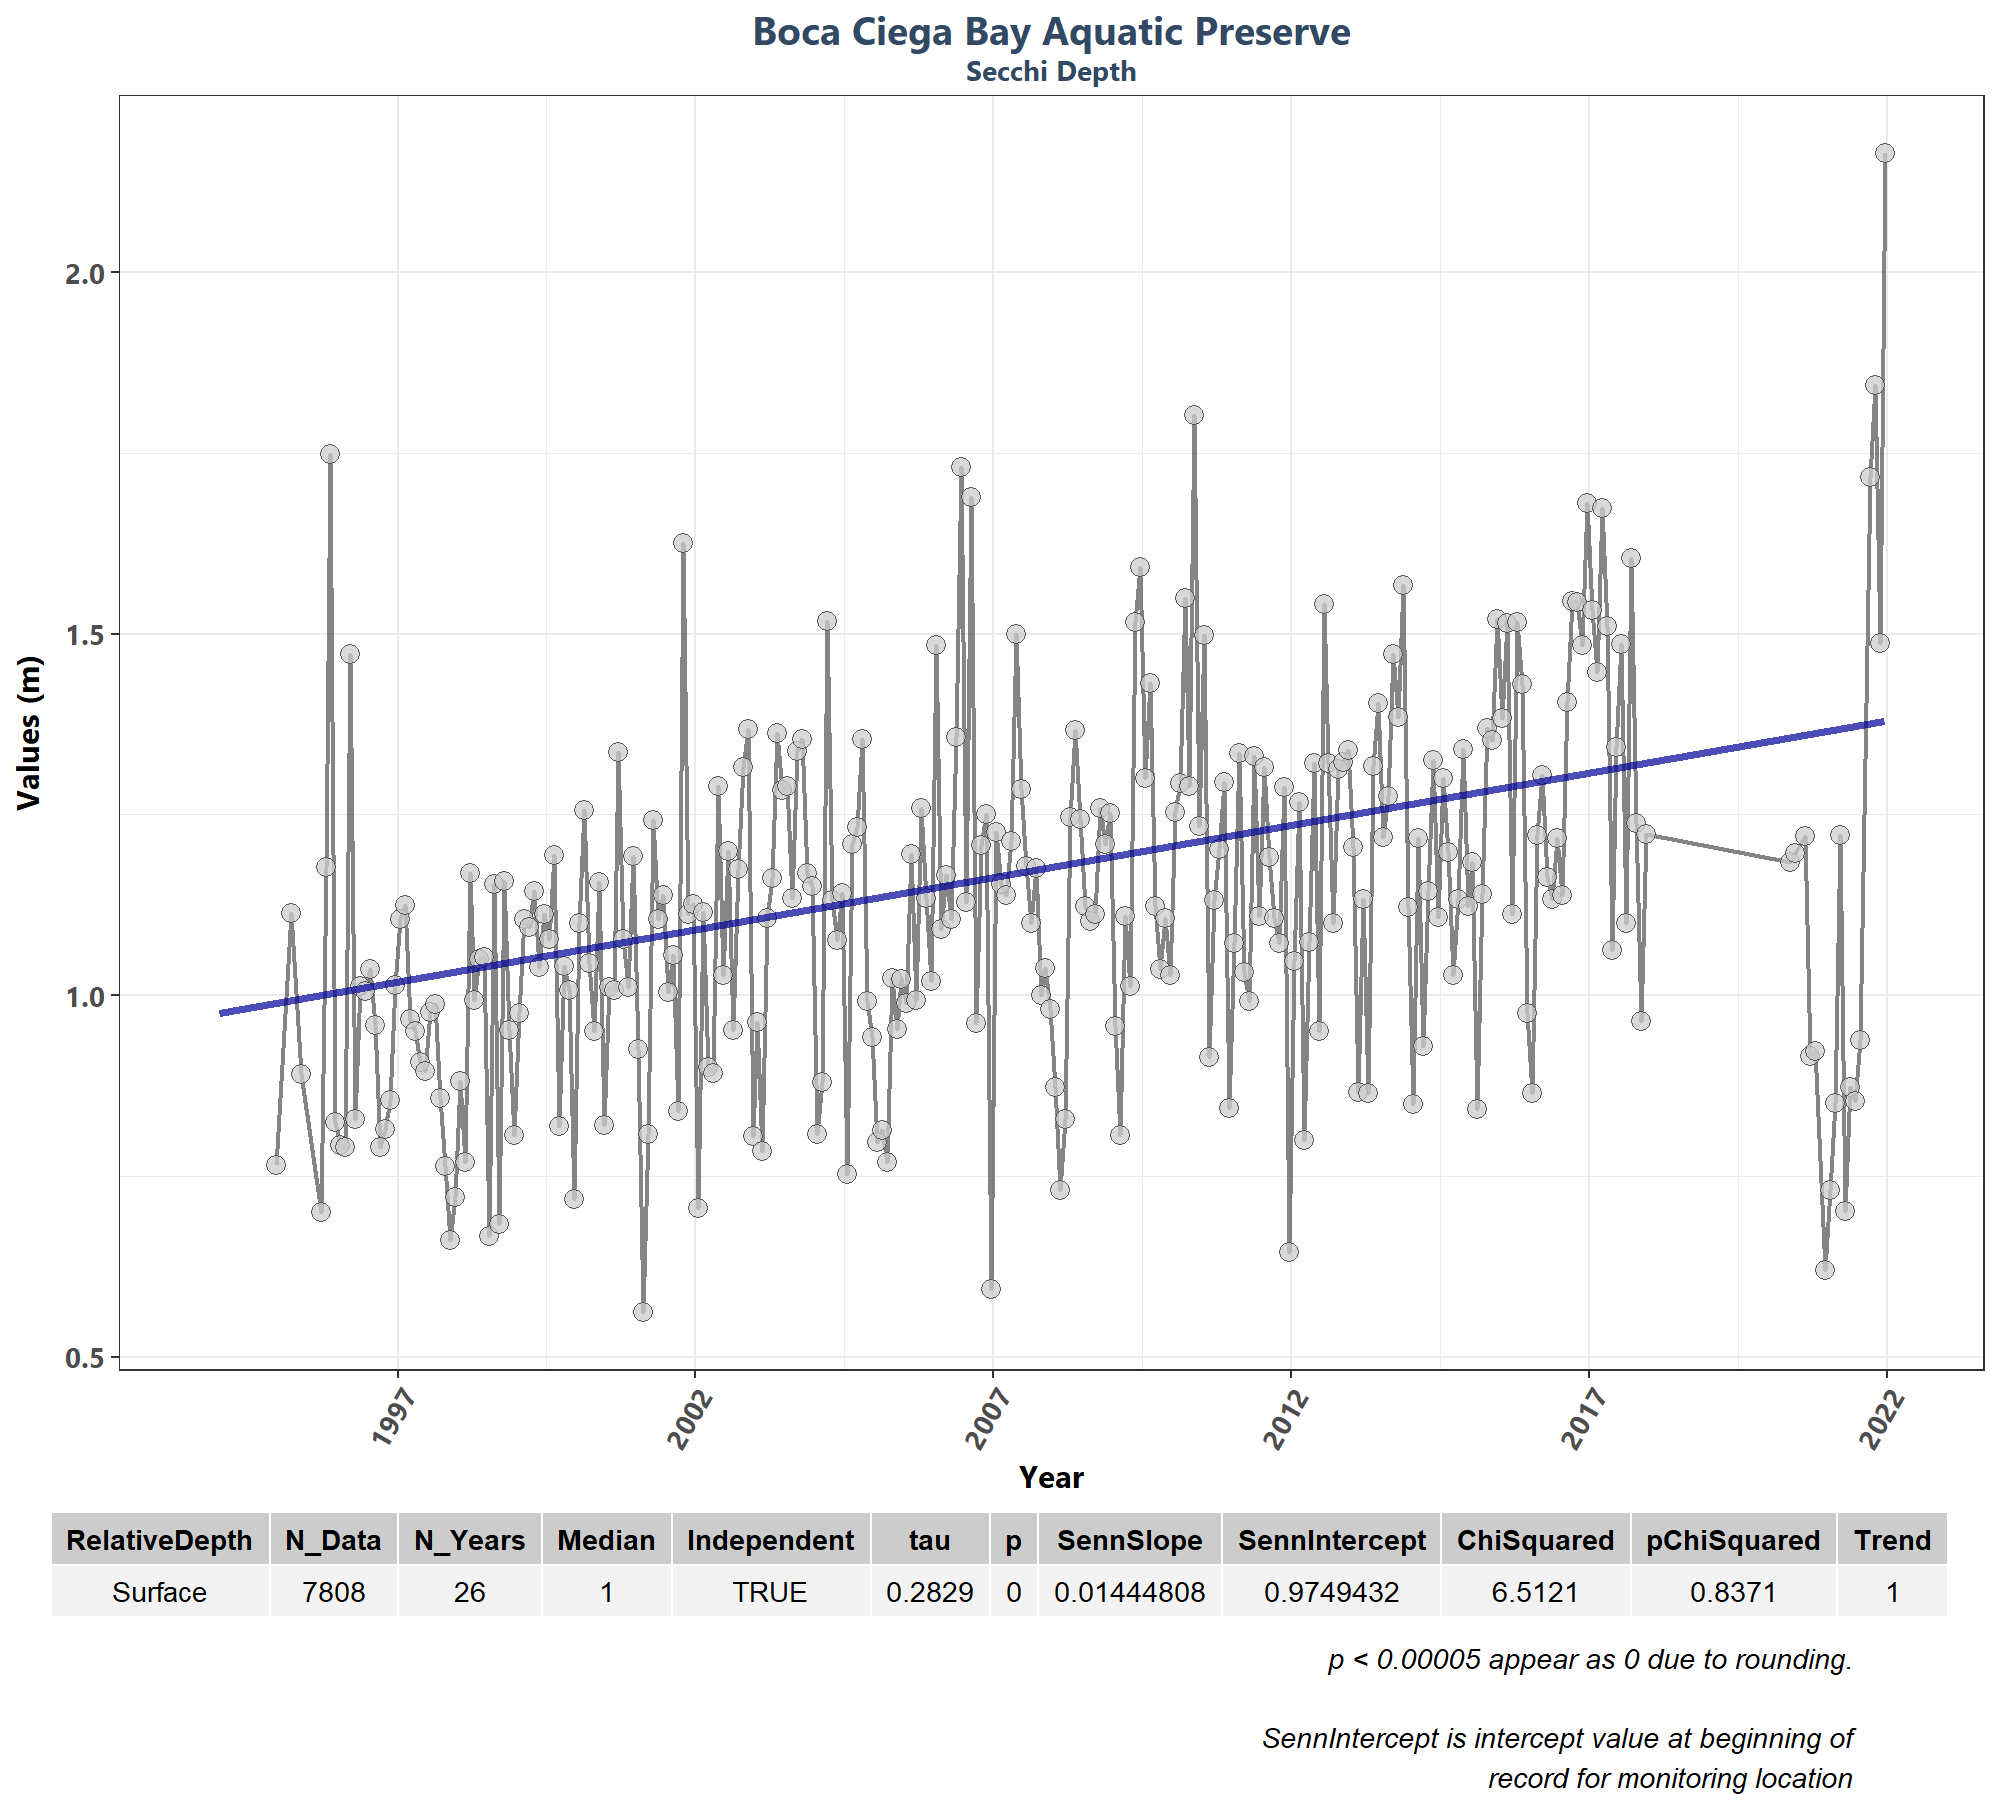 Boca Ciega Bay Aquatic Preserve
Secchi Depth
Values (m)
2.0
1.5
1.0
0.5
1997 2002 2007 2012 2017 2022
Year
RelativeDepth N_Data N_Years Median Independent tau p SennSlope SennIntercept ChiSquared pChiSquared Trend
Surface 7808 26 1 TRUE 0.2829 0 0.01444808 0.9749432 6.5121 0.8371 1
p < 0.00005 appear as 0 due to rounding.
SennIntercept is intercept value at beginning of
record for monitoring location